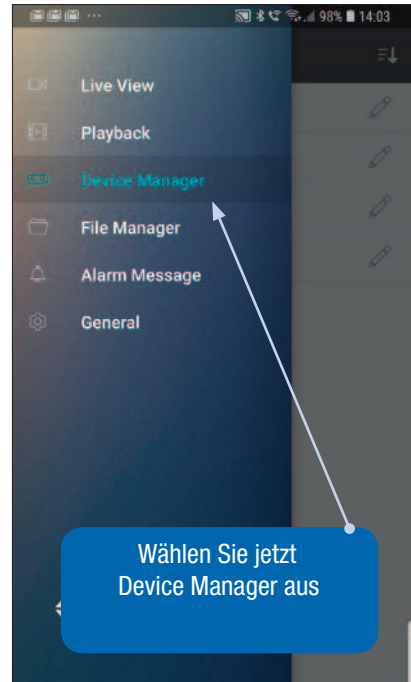 98% 14:03
Live View
Playback
Device Manager
File Manager
Alarm Message
General
Wählen Sie jetzt
Device Manager aus